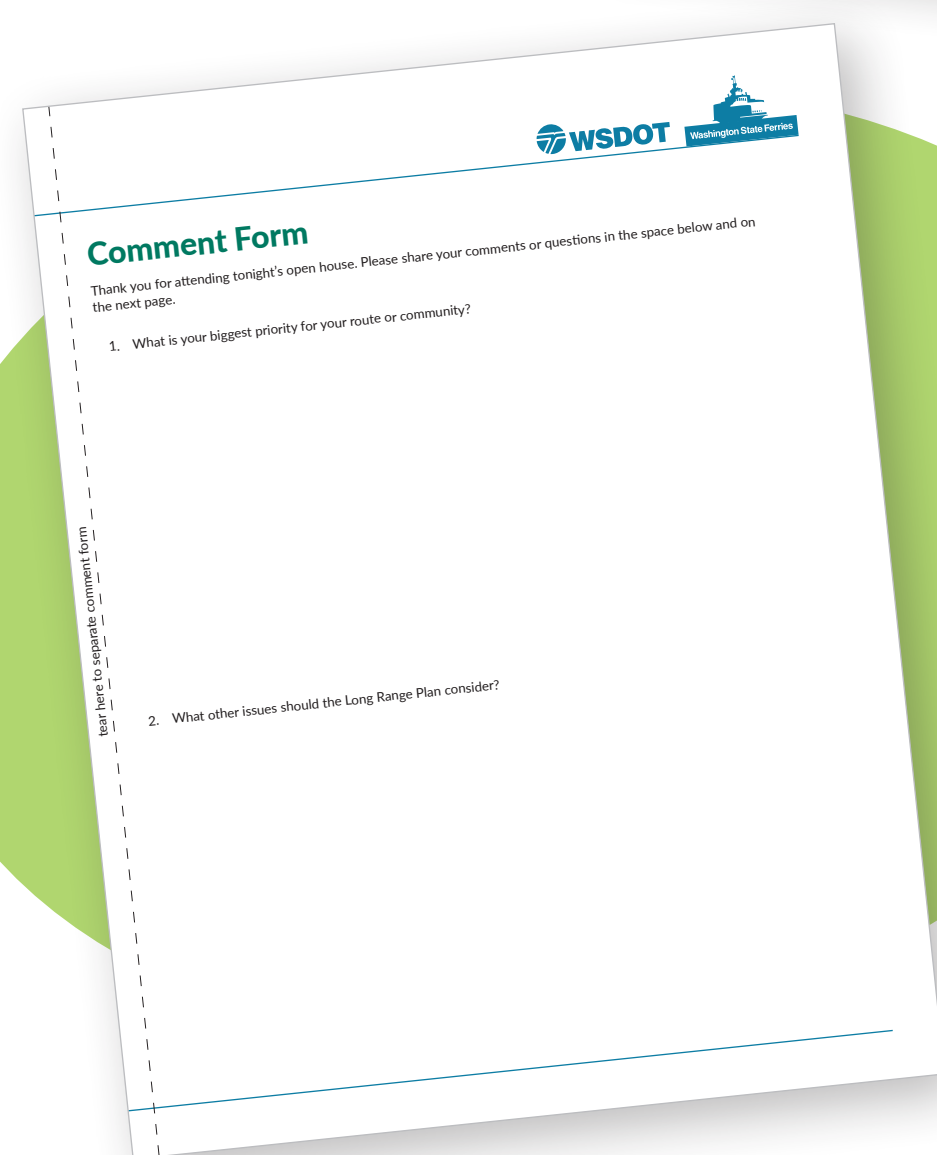 WSDOT
Washington State Ferries
Comment Form
Thank you for attending tonight's open house. Please share your comments or questions in the space below and on
the next page.
1. What is your biggest priority for your route or community?
tear here to separate comment form
2. What other issues should the Long Range Plan consider?